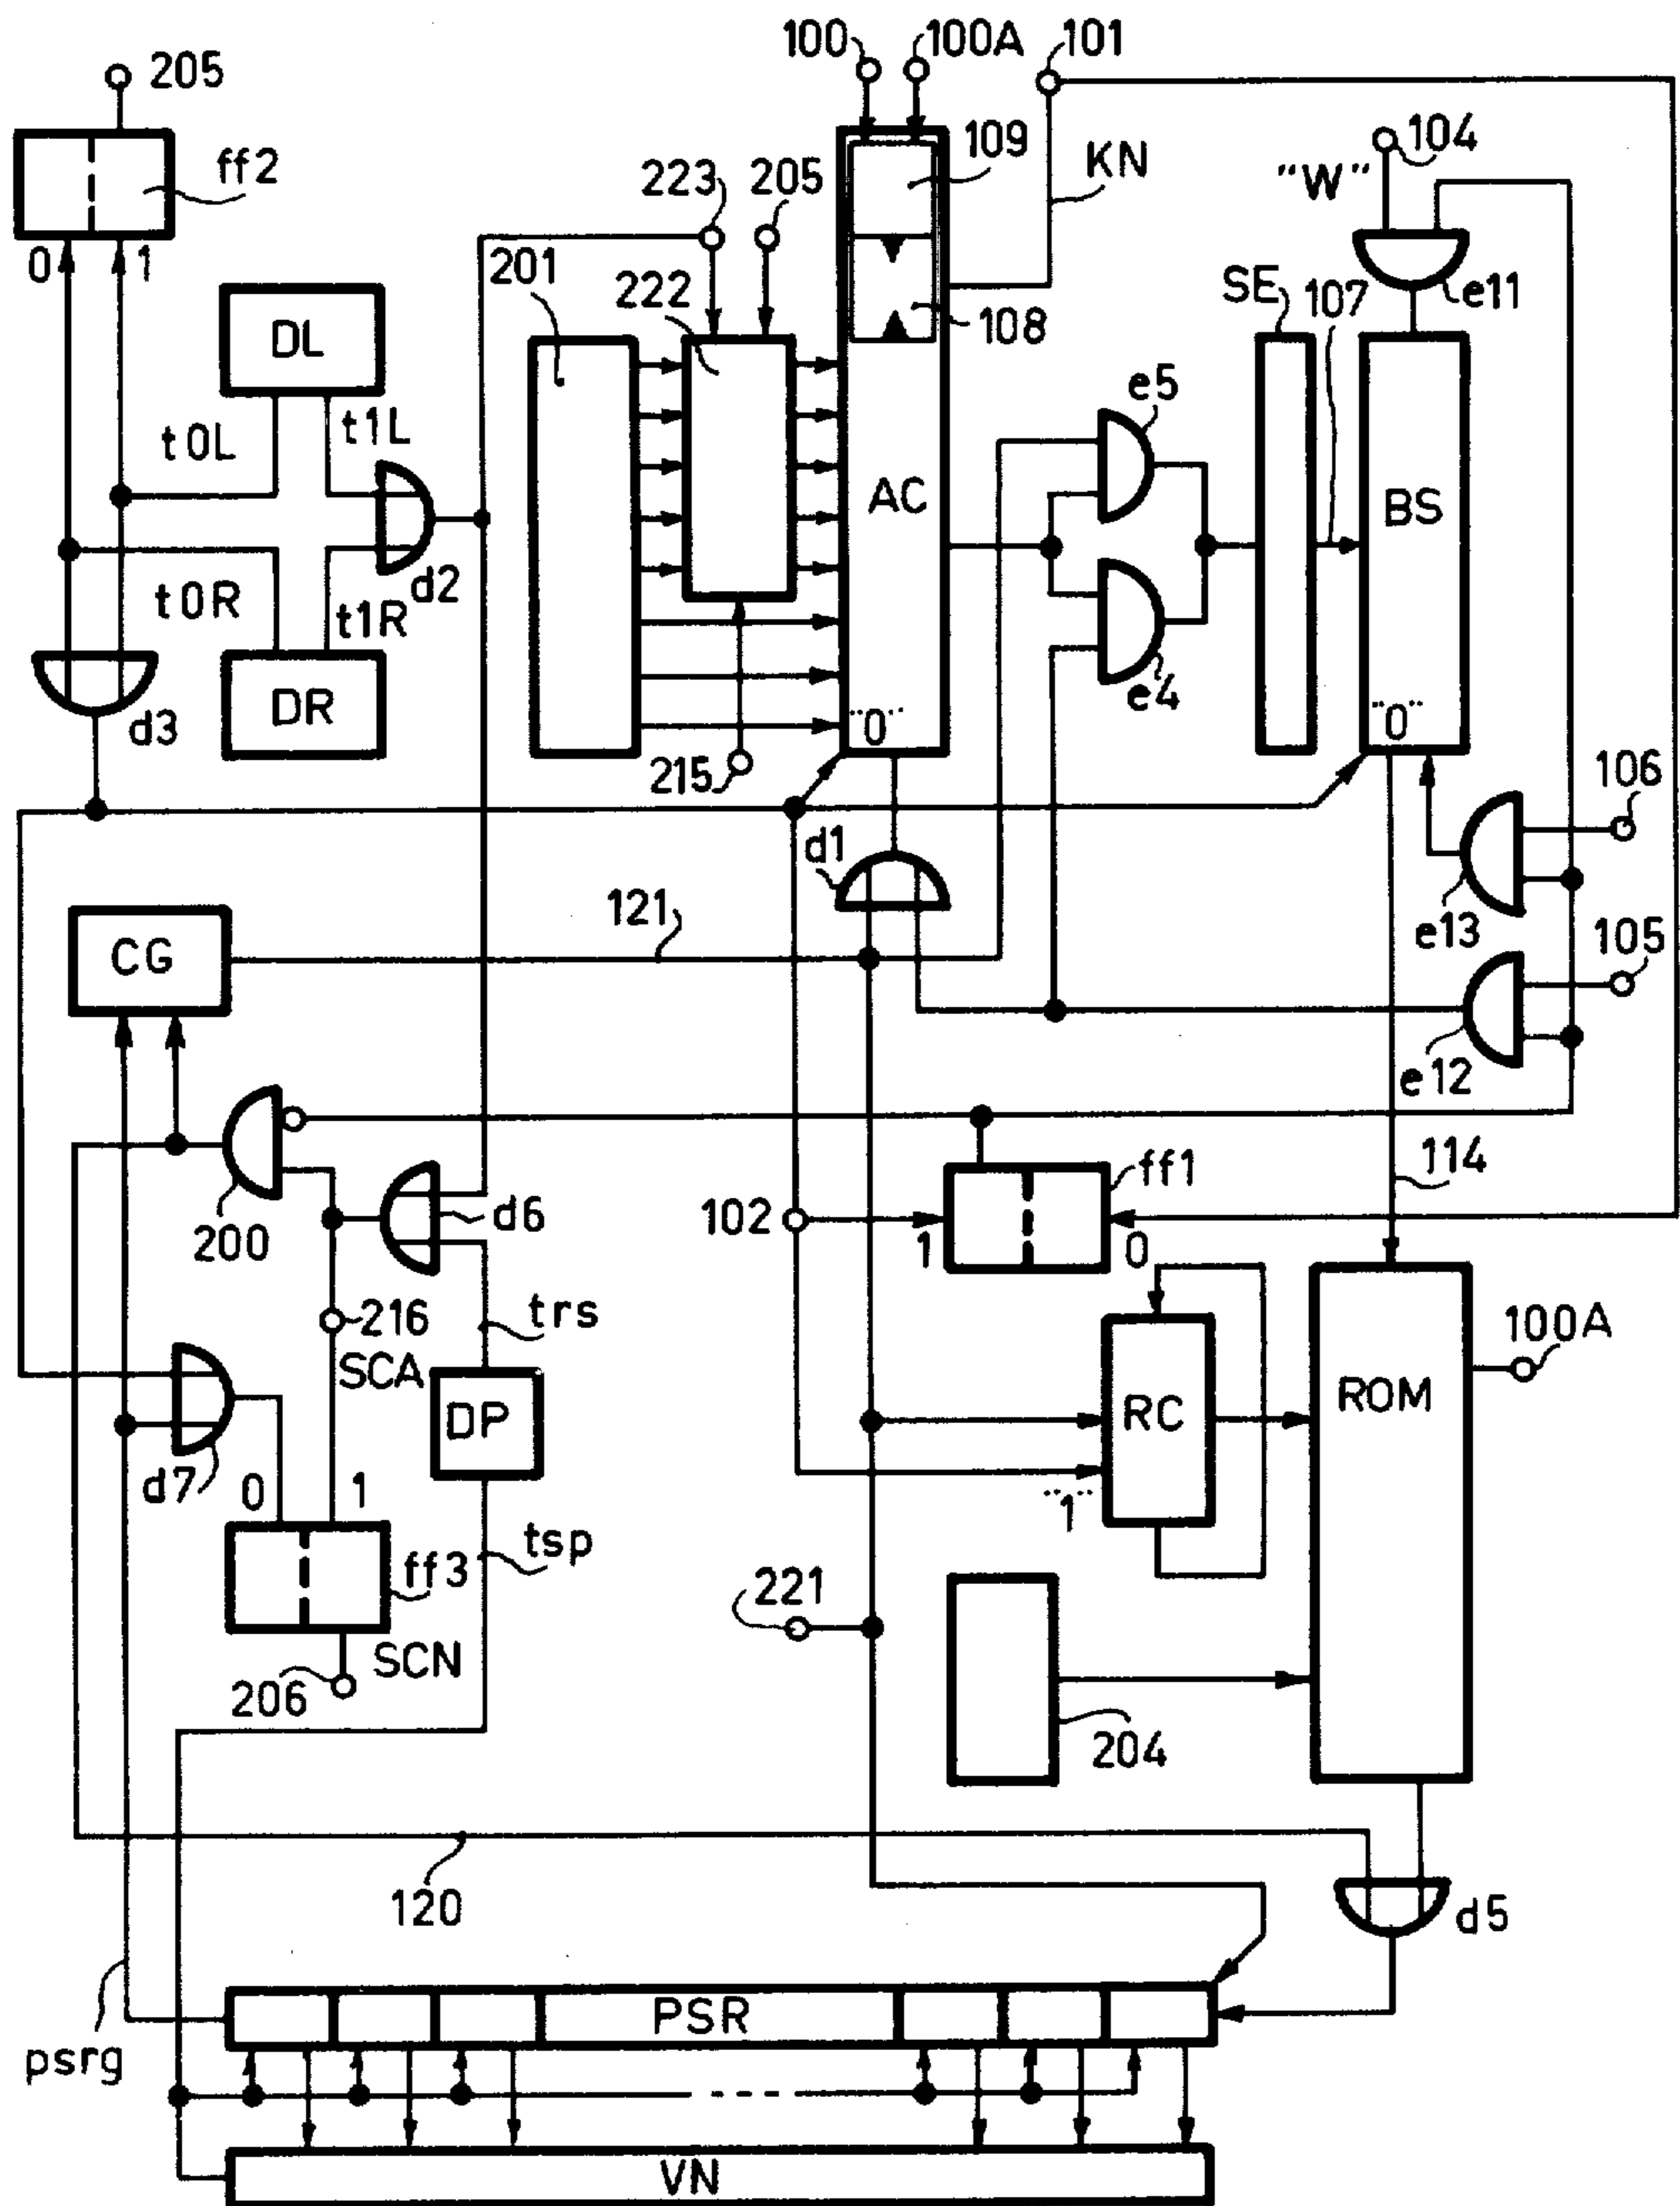 100 100A 101
205
104
ff2
109
KN
"W"
223 205
0 1
201
222
SE 107
e11
DL
108
e5
t0L t1L
AC
BS
d2
t0R t1R
e4
DR
d3
"0"
"0"
215
106
d1
121
CG
e13 105
e12
ff1
114
200
d6
102
1 0
216
trs
100A
SCA
RC
ROM
DP
d7 0 1
"1"
tsp
ff3
221
SCN
206
204
120
d5
PSR
psrg
VN